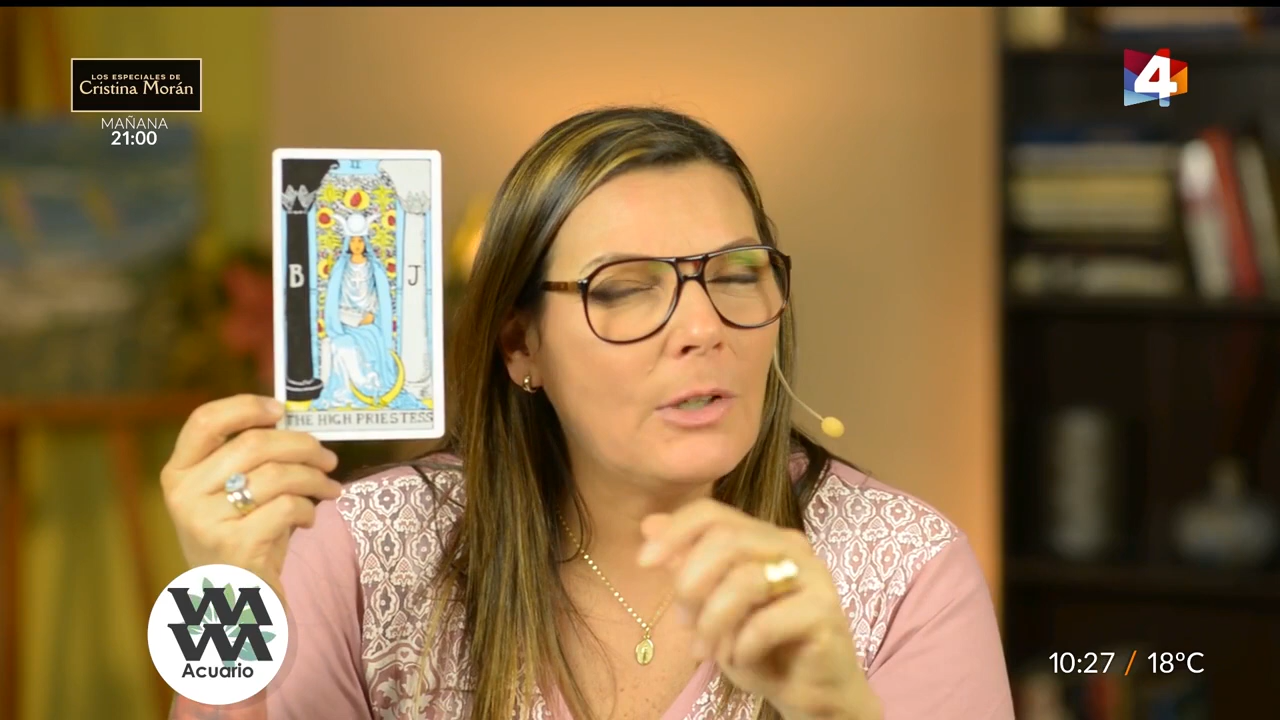 LOS ESPECIALES DE
Cristina Morán
MAÑANA
21:00
4
II
B
J
THE HIGH PRIESTESS
Acuario
10:27 / 18°C